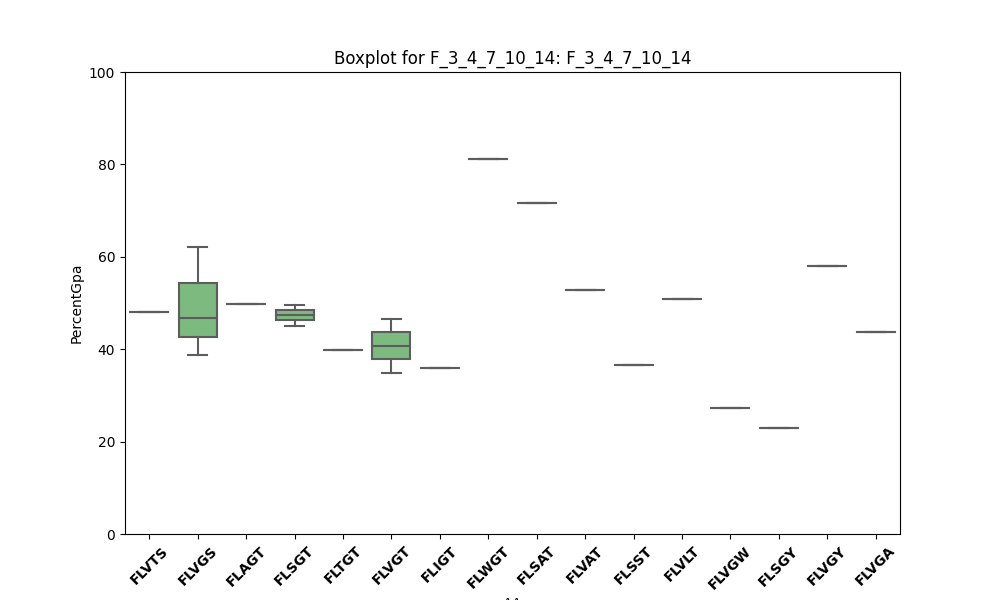 Boxplot for F_3_4_7_10_14: F_3_4_7_10_14
100
80
60
40
20
0
PercentGpa
FLVTS
FLVGS
FLAGT
FLSGT
FLTGT
FLVGT
FLIGT
FLWGT
FLSAT
FLVAT
FLSST
FLVLT
FLVGW
FLSGY
FLVGY
FLVGA